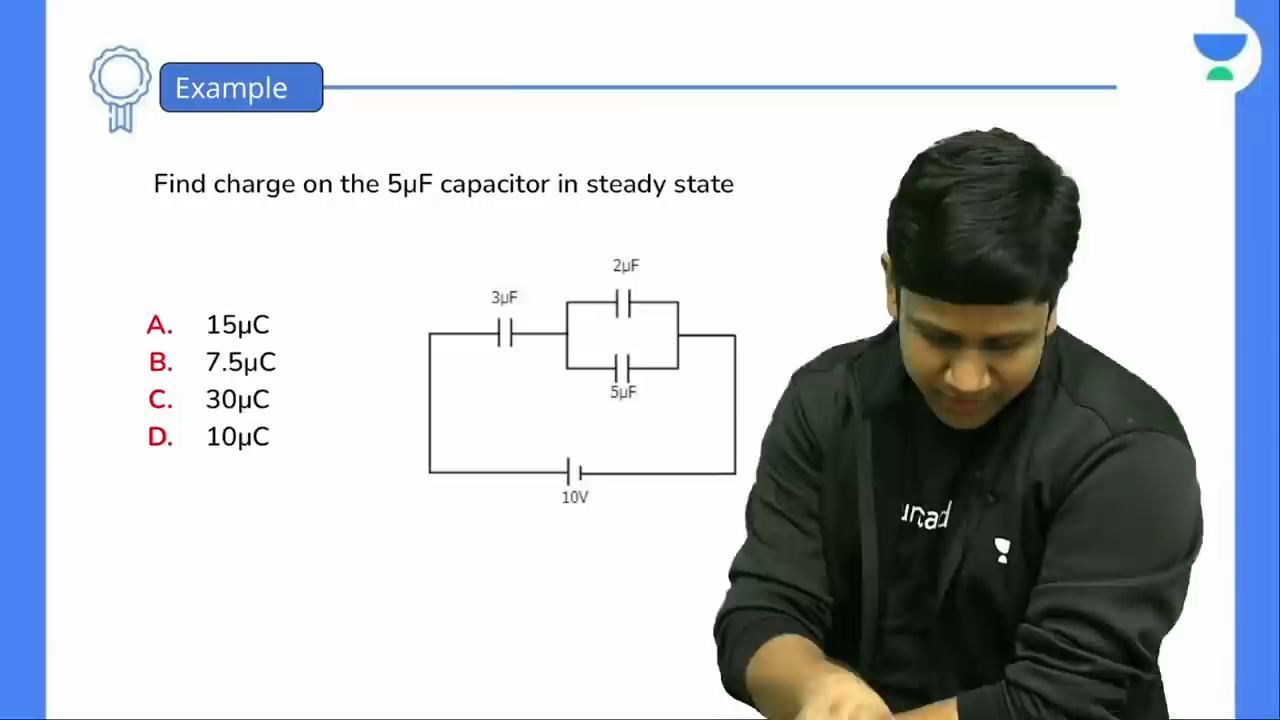 Example
Find charge on the 5μF capacitor in steady state
A. 15μC
B. 7.5μC
C. 30μC
D. 10μC
2μF
3μF
5μF
10V